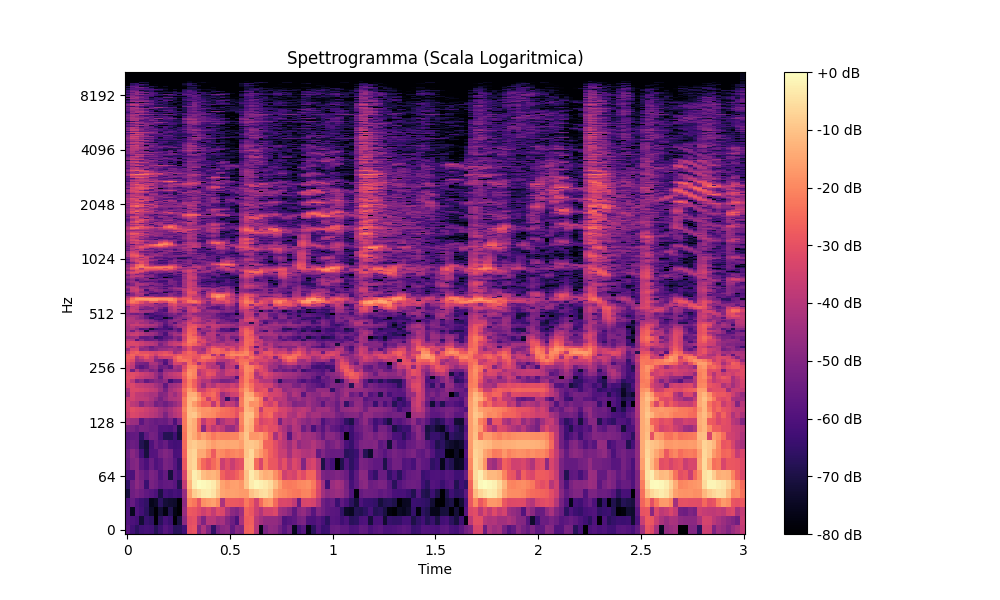 Spettrogramma (Scala Logaritmica)
Hz
8192
4096
2048
1024
512
256
128
64
0
0 0.5 1 1.5 2 2.5 3
Time
+0 dB
-10 dB
-20 dB
-30 dB
-40 dB
-50 dB
-60 dB
-70 dB
-80 dB